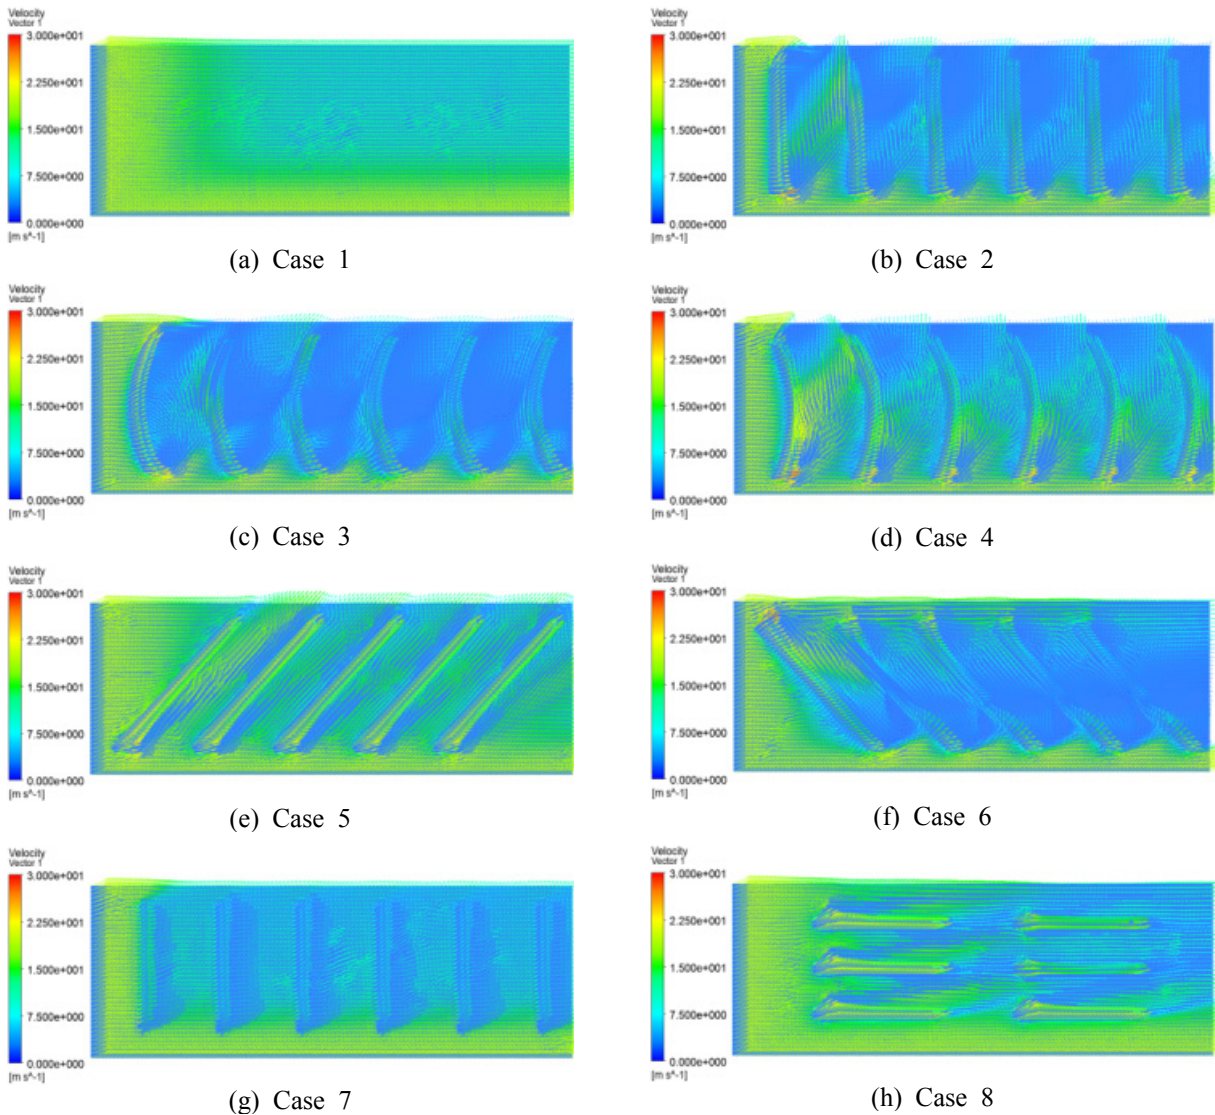 Velocity
Vector 1
3.000e+001
2.250e+001
1.500e+001
7.500e+000
0.000e+000
[m s^-1]
(a) Case 1
Velocity
Vector 1
3.000e+001
2.250e+001
1.500e+001
7.500e+000
0.000e+000
[m s^-1]
(b) Case 2
Velocity
Vector 1
3.000e+001
2.250e+001
1.500e+001
7.500e+000
0.000e+000
[m s^-1]
(c) Case 3
Velocity
Vector 1
3.000e+001
2.250e+001
1.500e+001
7.500e+000
0.000e+000
[m s^-1]
(d) Case 4
Velocity
Vector 1
3.000e+001
2.250e+001
1.500e+001
7.500e+000
0.000e+000
[m s^-1]
(e) Case 5
Velocity
Vector 1
3.000e+001
2.250e+001
1.500e+001
7.500e+000
0.000e+000
[m s^-1]
(f) Case 6
Velocity
Vector 1
3.000e+001
2.250e+001
1.500e+001
7.500e+000
0.000e+000
[m s^-1]
(g) Case 7
Velocity
Vector 1
3.000e+001
2.250e+001
1.500e+001
7.500e+000
0.000e+000
[m s^-1]
(h) Case 8